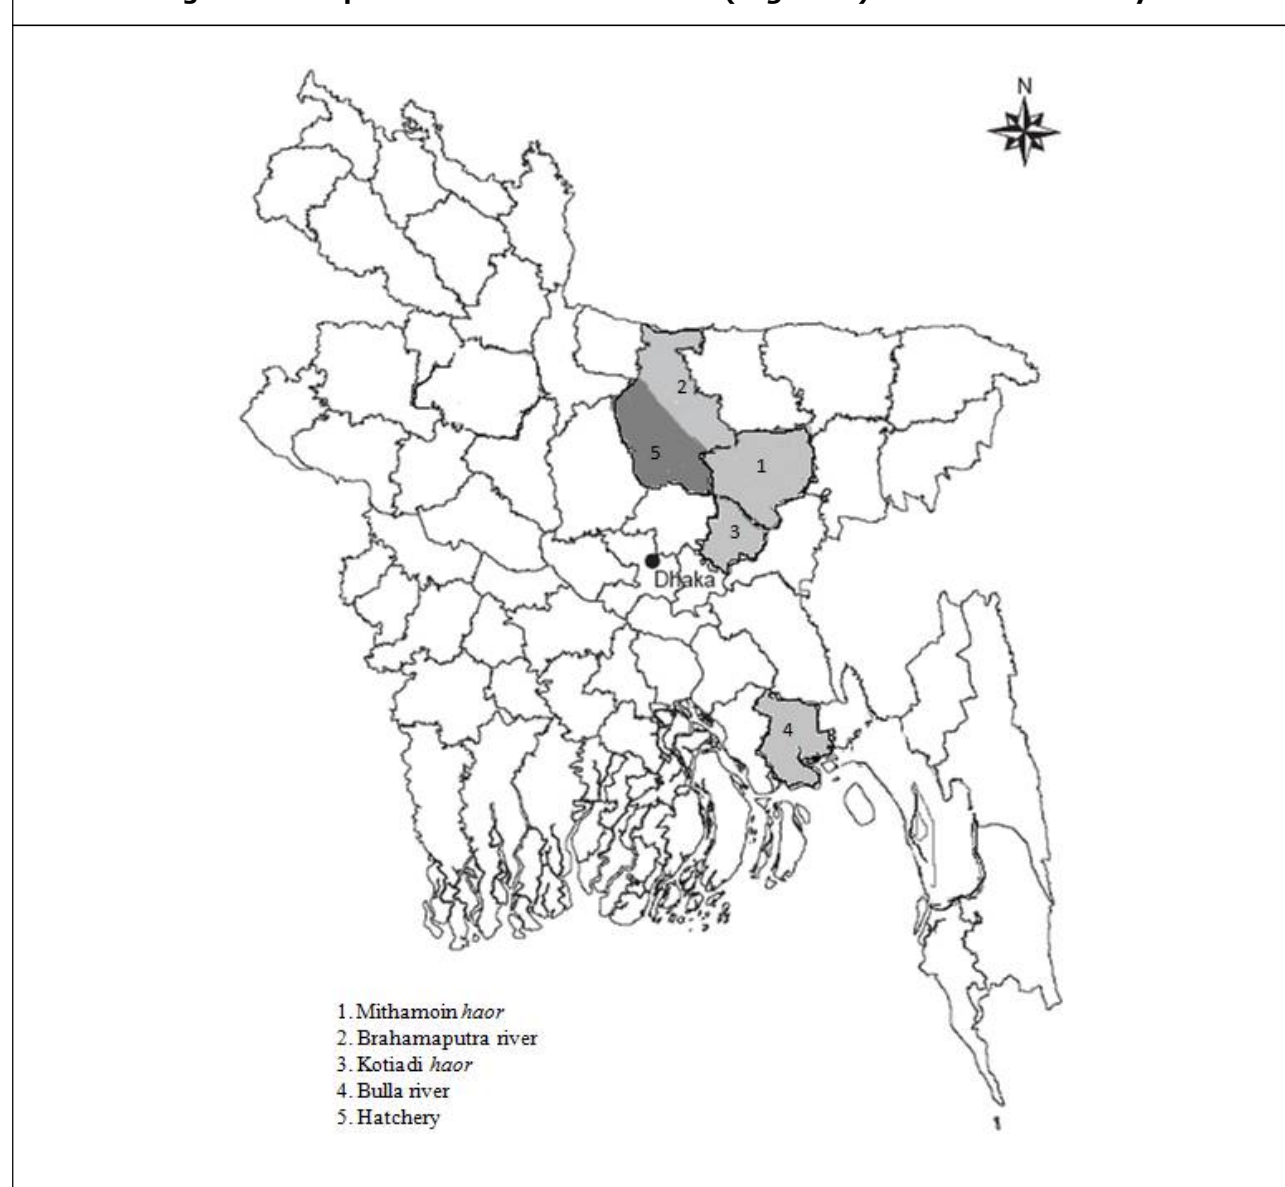 N
2
5
1
3
Dhaka
4
1. Mithamoin haor
2. Brahamaputra river
3. Kotiadi haor
4. Bulla river
5. Hatchery